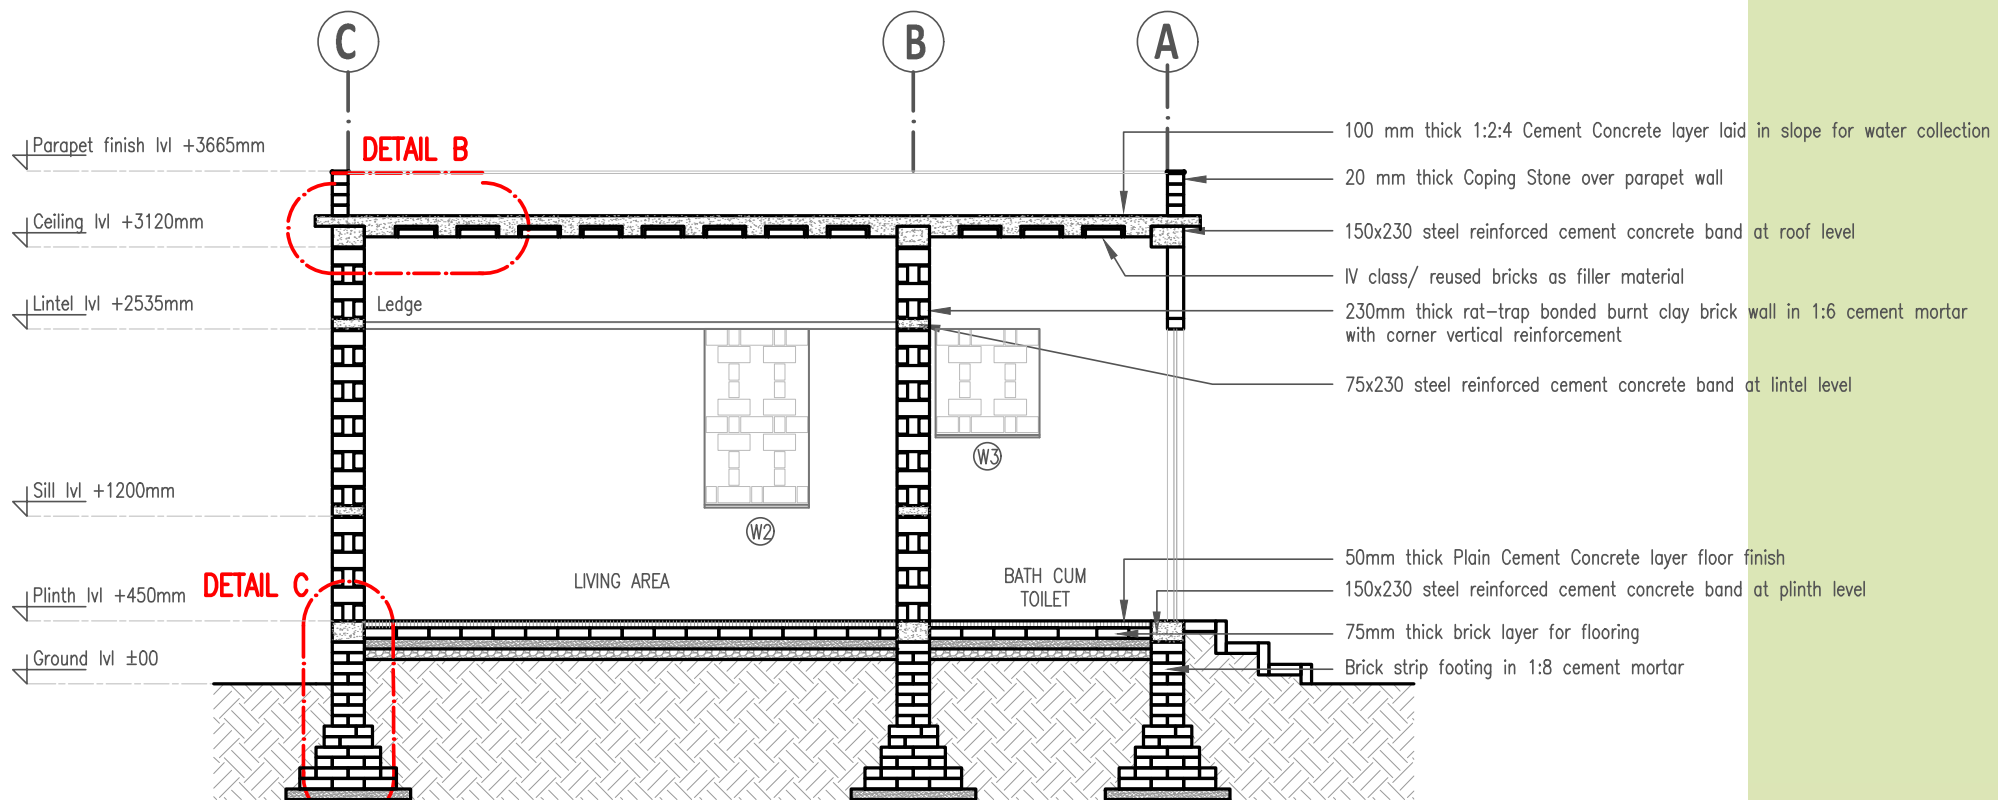 C
B
A
Parapet finish lvl +3665mm
DETAIL B
Ceiling lvl +3120mm
Lintel lvl +2535mm
Ledge
Sill lvl +1200mm
W2
W3
LIVING AREA
BATH CUM
TOILET
DETAIL C
Plinth lvl +450mm
Ground lvl ±00
100 mm thick 1:2:4 Cement Concrete layer laid in slope for water collection
20 mm thick Coping Stone over parapet wall
150x230 steel reinforced cement concrete band at roof level
IV class/ reused bricks as filler material
230mm thick rat-trap bonded burnt clay brick wall in 1:6 cement mortar
with corner vertical reinforcement
75x230 steel reinforced cement concrete band at lintel level
50mm thick Plain Cement Concrete layer floor finish
150x230 steel reinforced cement concrete band at plinth level
75mm thick brick layer for flooring
Brick strip footing in 1:8 cement mortar